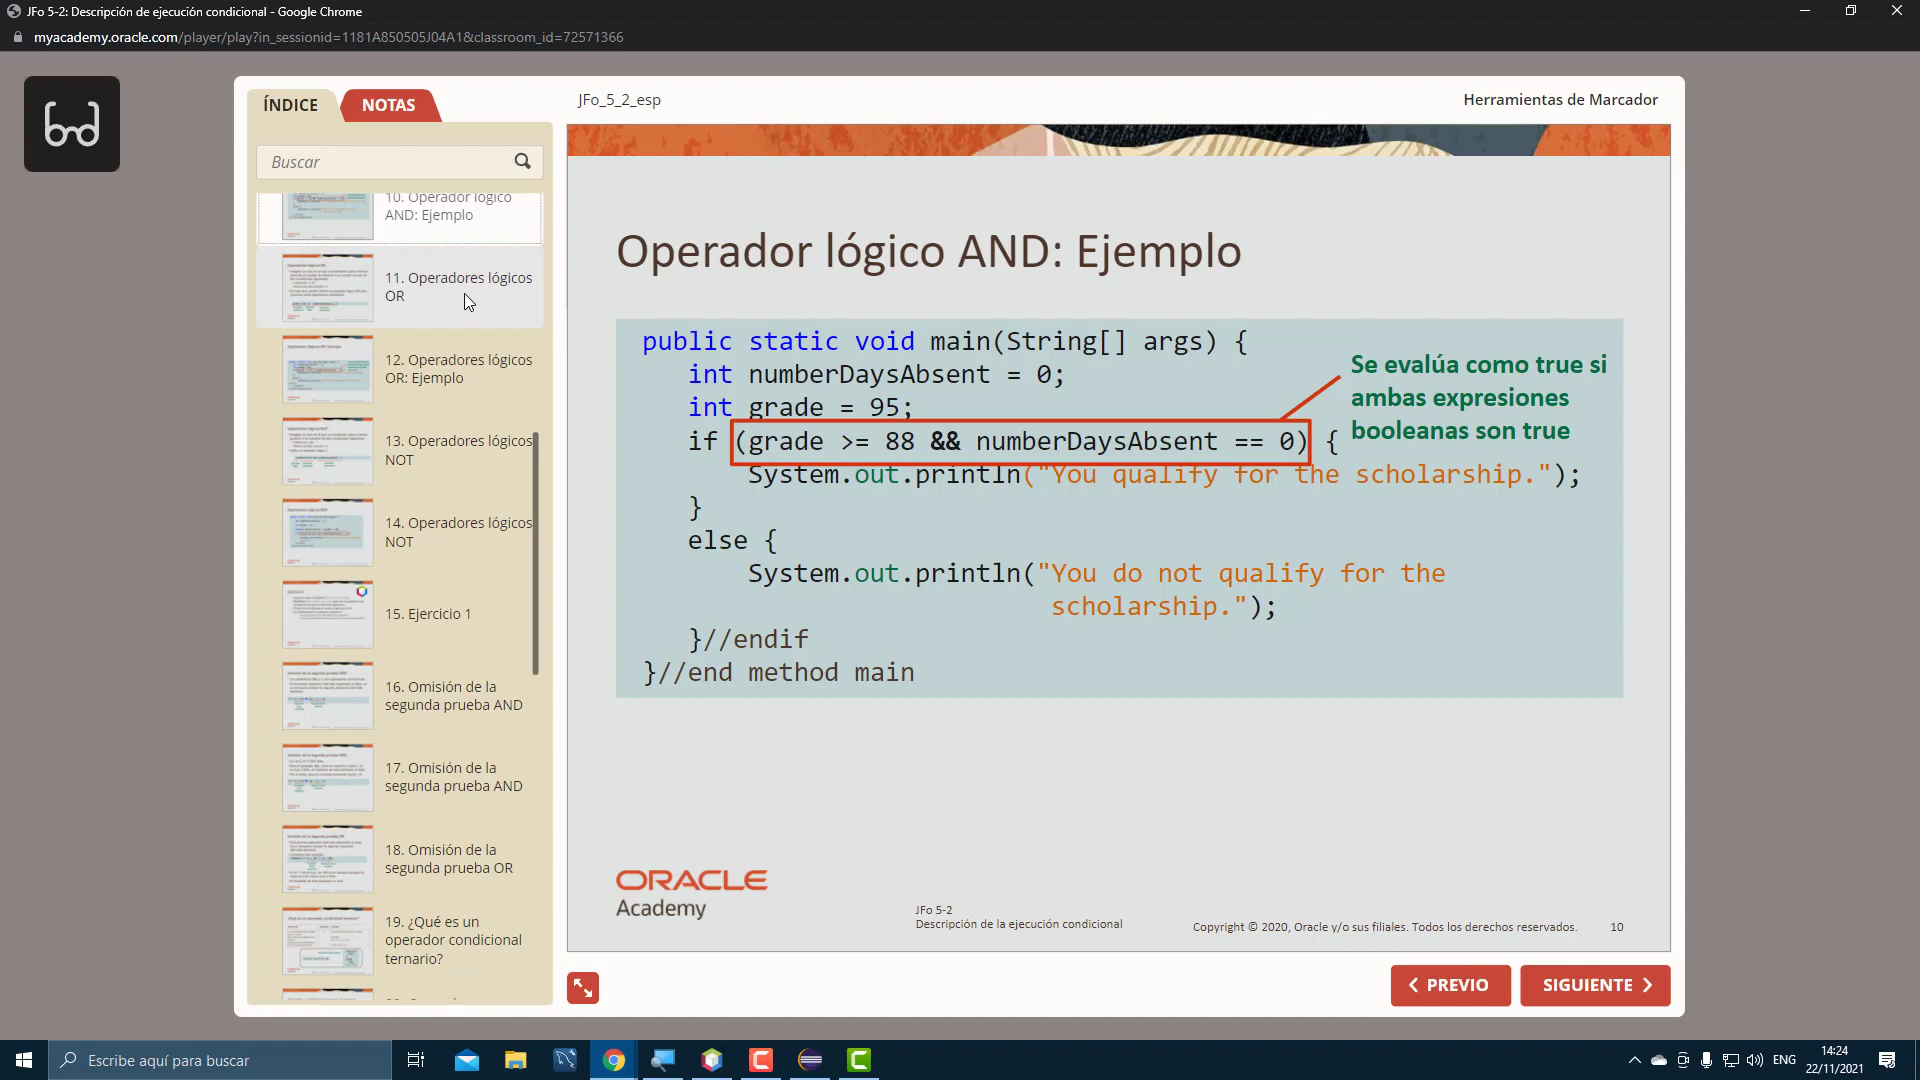 JFo 5-2: Descripción de ejecución condicional - Google Chrome
myacademy.oracle.com/player/play?in_sessionid=1181A850505J04A1&classroom_id=72571366
ÍNDICE
NOTAS
Buscar
10. Operador lógico
AND: Ejemplo
11. Operadores lógicos
OR
12. Operadores lógicos
OR: Ejemplo
13. Operadores lógicos
NOT
14. Operadores lógicos
NOT
15. Ejercicio 1
16. Omisión de la
segunda prueba AND
17. Omisión de la
segunda prueba AND
18. Omisión de la
segunda prueba OR
19. ¿Qué es un
operador condicional
ternario?
JFo_5_2_esp
Herramientas de Marcador
Operador lógico AND: Ejemplo
public static void main(String[] args) {
int numberDaysAbsent = 0;
int grade = 95;
if (grade >= 88 && numberDaysAbsent == 0) {
System.out.println("You qualify for the scholarship.");
}
else {
System.out.println("You do not qualify for the
scholarship.");
}//endif
}//end method main
Se evalúa como true si
ambas expresiones
booleanas son true
ORACLE
Academy
JFo 5-2
Descripción de la ejecución condicional
Copyright © 2020, Oracle y/o sus filiales. Todos los derechos reservados.
10
PREVIO
SIGUIENTE
Escribe aquí para buscar
ENG
14:24
22/11/2021